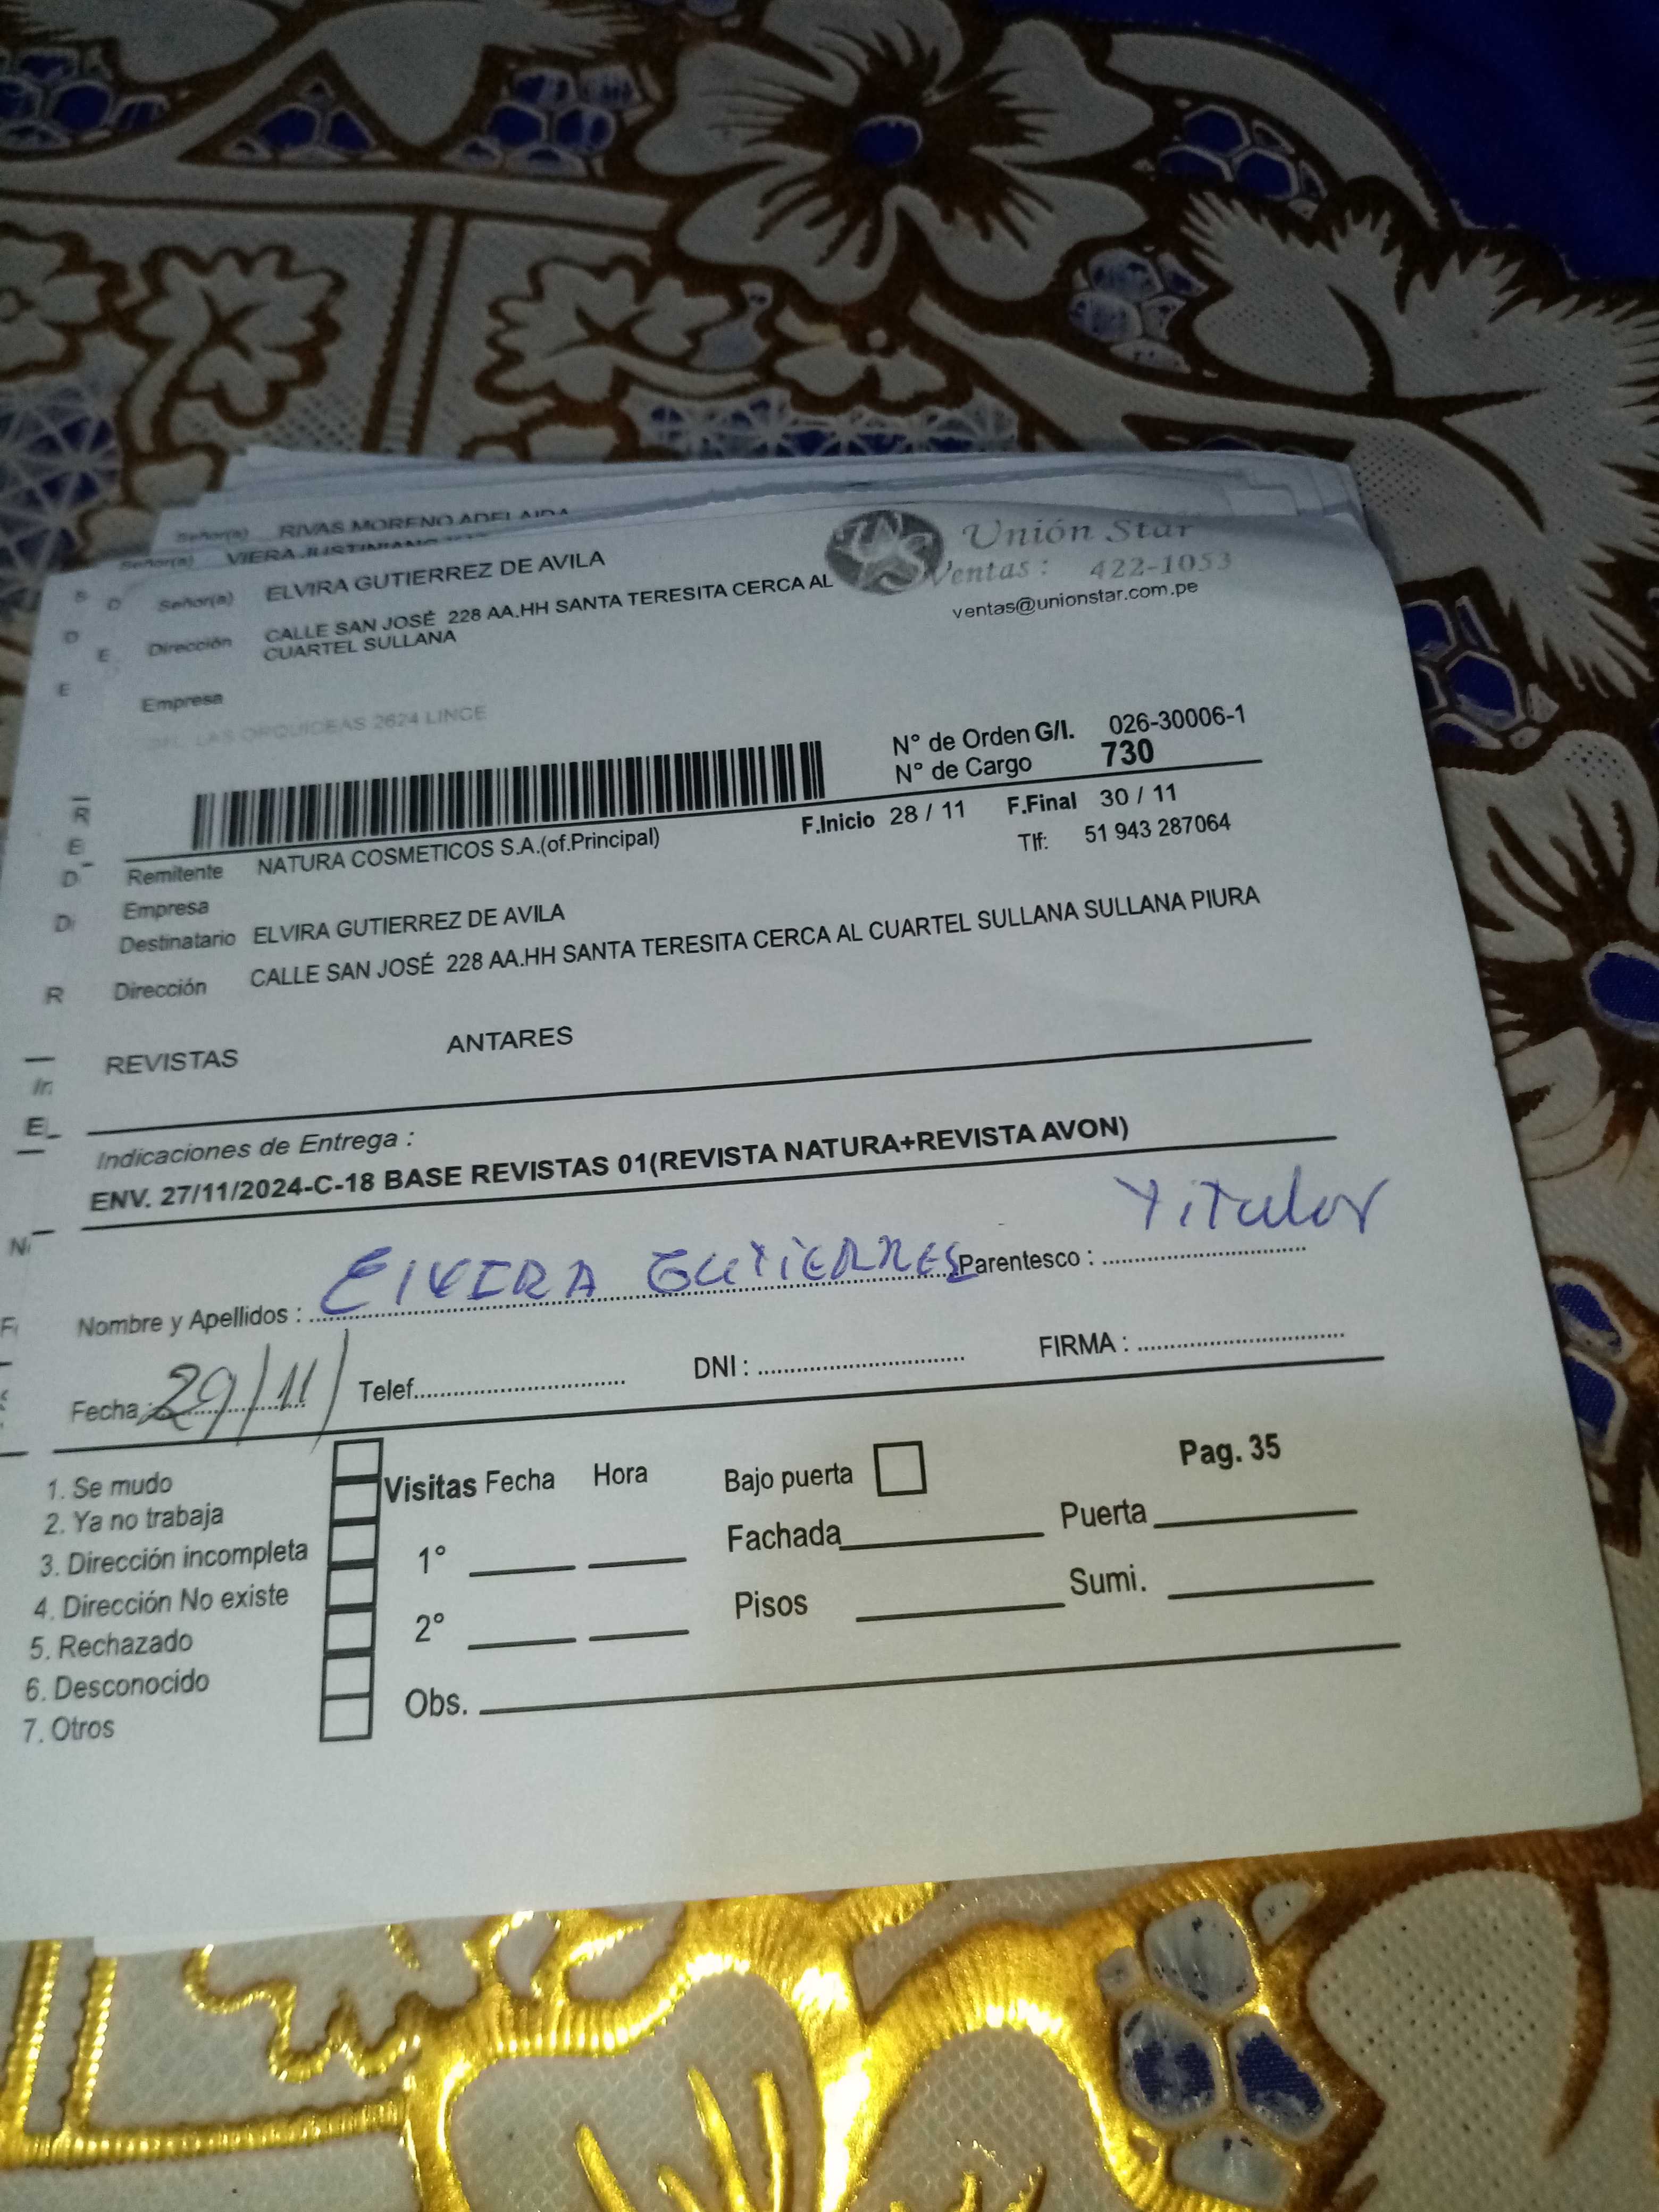 Señor(a) RIVAS MORENO ADELAIDA
Señor(a) VIERA JUSTINIANO
Señor(a) ELVIRA GUTIERREZ DE AVILA
Dirección CALLE SAN JOSÉ 228 AA.HH SANTA TERESITA CERCA AL
CUARTEL SULLANA
Empresa
LAS ORQUIDEAS 2624 LINCE
Unión Star
Ventas : 422-1053
ventas@unionstar.com.pe
N° de Orden G/I. 026-30006-1
N° de Cargo 730
F.Inicio 28 / 11 F.Final 30 / 11
Remitente NATURA COSMETICOS S.A.(of.Principal) Tlf: 51 943 287064
Empresa
Destinatario ELVIRA GUTIERREZ DE AVILA
Dirección CALLE SAN JOSÉ 228 AA.HH SANTA TERESITA CERCA AL CUARTEL SULLANA SULLANA PIURA
REVISTAS ANTARES
Indicaciones de Entrega :
ENV. 27/11/2024-C-18 BASE REVISTAS 01(REVISTA NATURA+REVISTA AVON)
Nombre y Apellidos : ElVIRA GUTIERRES Parentesco : Titular
Fecha : 29/11/ Telef. DNI : FIRMA :
1. Se mudo
2. Ya no trabaja
3. Dirección incompleta
4. Dirección No existe
5. Rechazado
6. Desconocido
7. Otros
Visitas Fecha Hora
1°
2°
Obs.
Bajo puerta Pag. 35
Fachada Puerta
Pisos Sumi.